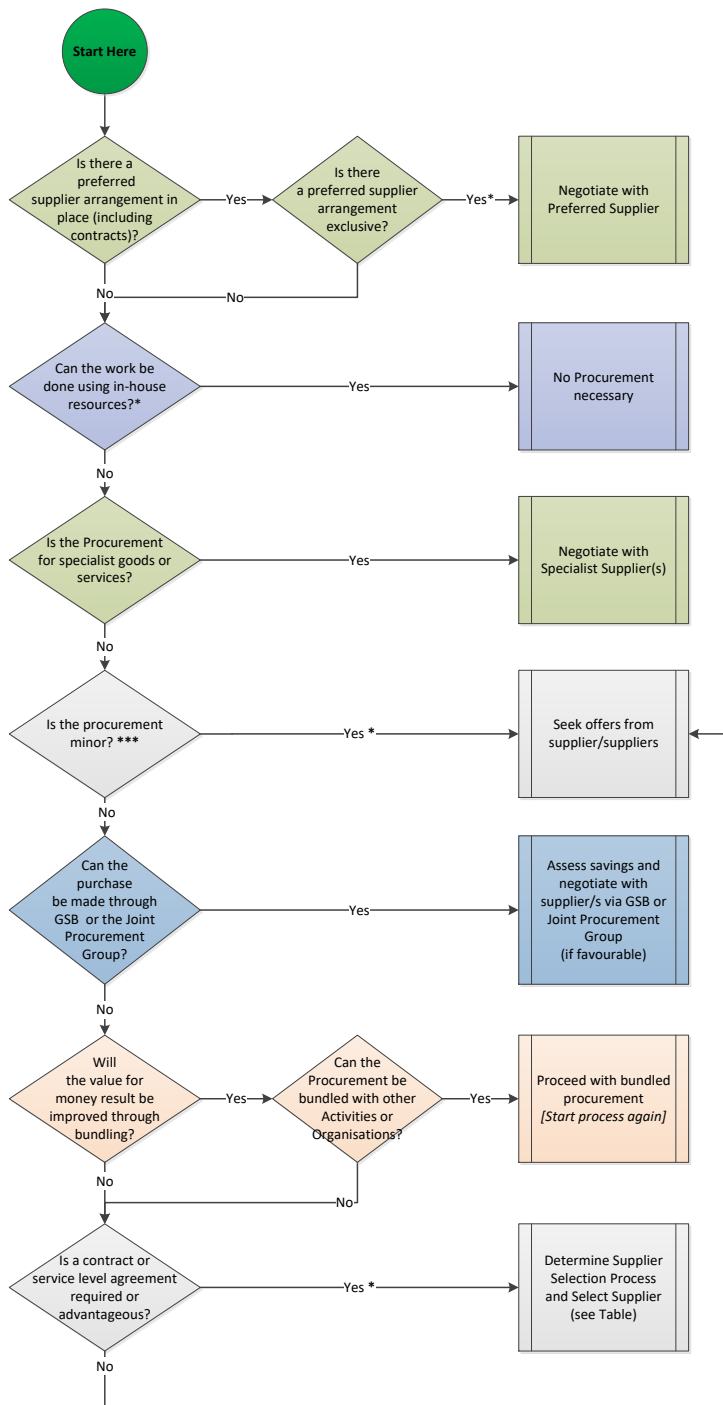 Start Here
Is there a
preferred
supplier arrangement in
place (including
contracts)?
Yes
Is there
a preferred supplier
arrangement
exclusive?
Yes*
Negotiate with
Preferred Supplier
No
No
Can the work be
done using in-house
resources?*
Yes
No Procurement
necessary
No
Is the Procurement
for specialist goods or
services?
Yes
Negotiate with
Specialist Supplier(s)
No
Is the procurement
minor? ***
Yes *
Seek offers from
supplier/suppliers
No
Can the
purchase
be made through
GSB or the Joint
Procurement
Group?
Yes
Assess savings and
negotiate with
supplier/s via GSB or
Joint Procurement
Group
(if favourable)
No
Will
the value for
money result be
improved through
bundling?
Yes
Can the
Procurement be
bundled with other
Activities or
Organisations?
Yes
Proceed with bundled
procurement
[Start process again]
No
No
Is a contract or
service level agreement
required or
advantageous?
Yes *
Determine Supplier
Selection Process
and Select Supplier
(see Table)
No